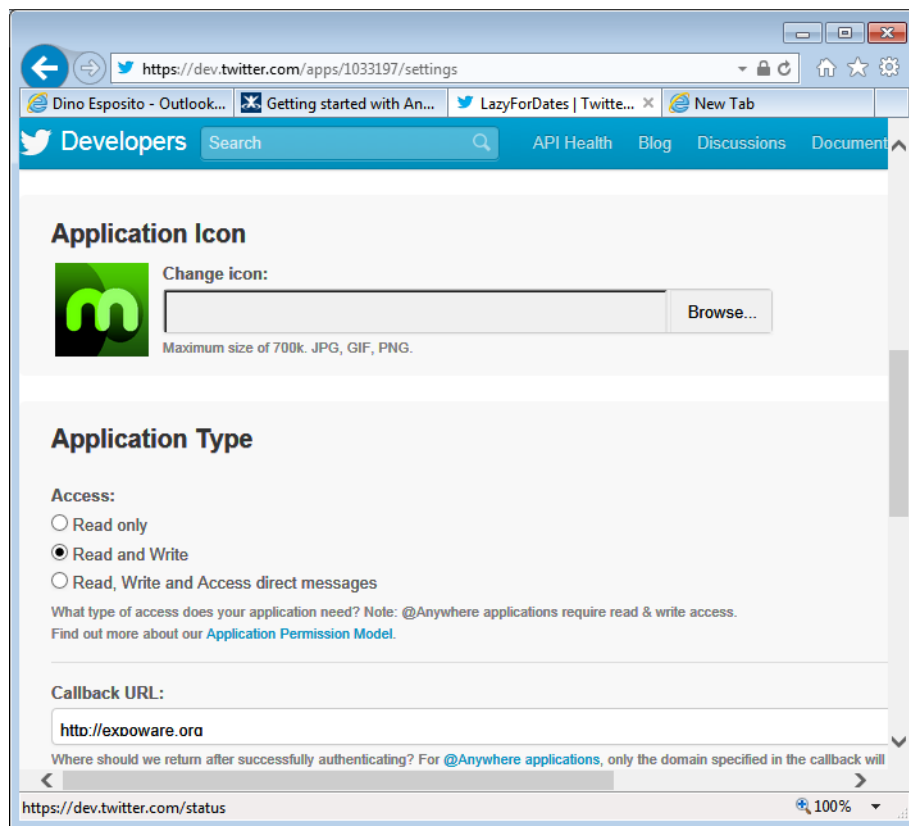 https://dev.twitter.com/apps/1033197/settings
Dino Esposito - Outlook...
Getting started with An...
LazyForDates | Twitte...
New Tab
Developers
Search
API Health
Blog
Discussions
Document
Application Icon
Change icon:
Browse...
Maximum size of 700k. JPG, GIF, PNG.
Application Type
Access:
Read only
Read and Write
Read, Write and Access direct messages
What type of access does your application need? Note: @Anywhere applications require read & write access.
Find out more about our Application Permission Model.
Callback URL:
http://expoware.org
Where should we return after successfully authenticating? For @Anywhere applications, only the domain specified in the callback will
https://dev.twitter.com/status
100%